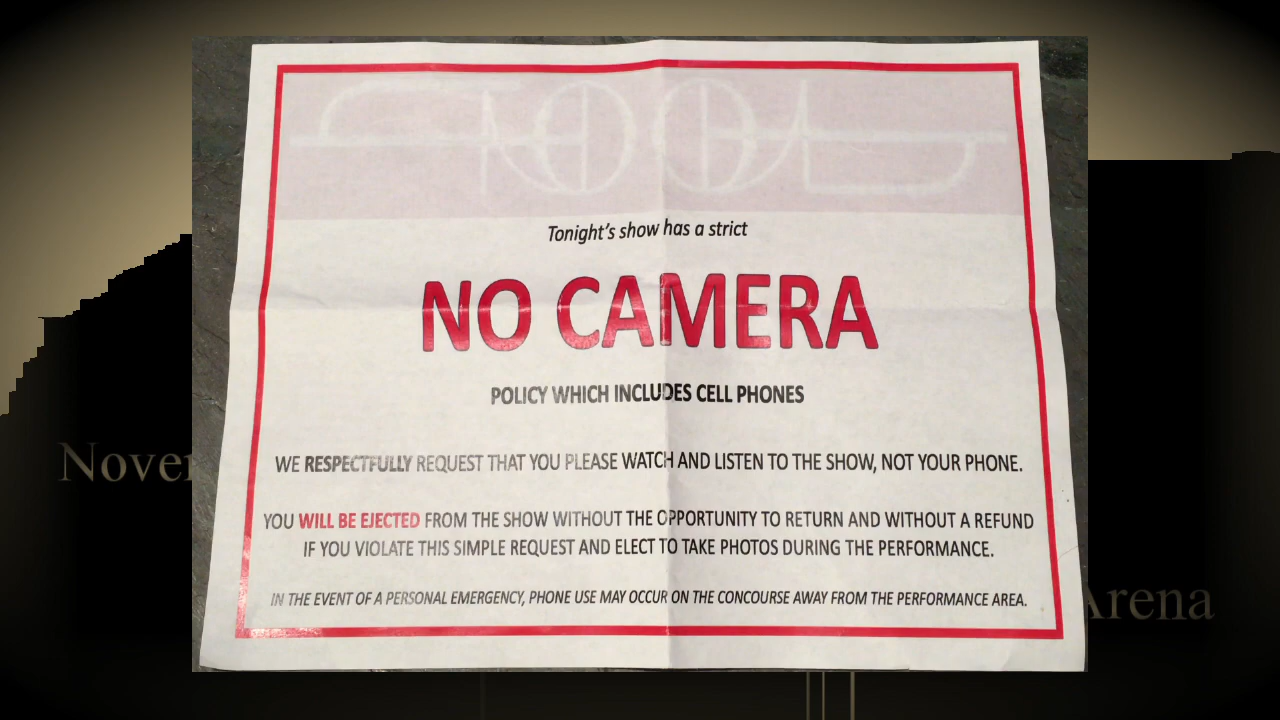 TOOL
Tonight's show has a strict
NO CAMERA
POLICY WHICH INCLUDES CELL PHONES
WE RESPECTFULLY REQUEST THAT YOU PLEASE WATCH AND LISTEN TO THE SHOW, NOT YOUR PHONE.
YOU WILL BE EJECTED FROM THE SHOW WITHOUT THE OPPORTUNITY TO RETURN AND WITHOUT A REFUND
IF YOU VIOLATE THIS SIMPLE REQUEST AND ELECT TO TAKE PHOTOS DURING THE PERFORMANCE.
IN THE EVENT OF A PERSONAL EMERGENCY, PHONE USE MAY OCCUR ON THE CONCOURSE AWAY FROM THE PERFORMANCE AREA.
Arena